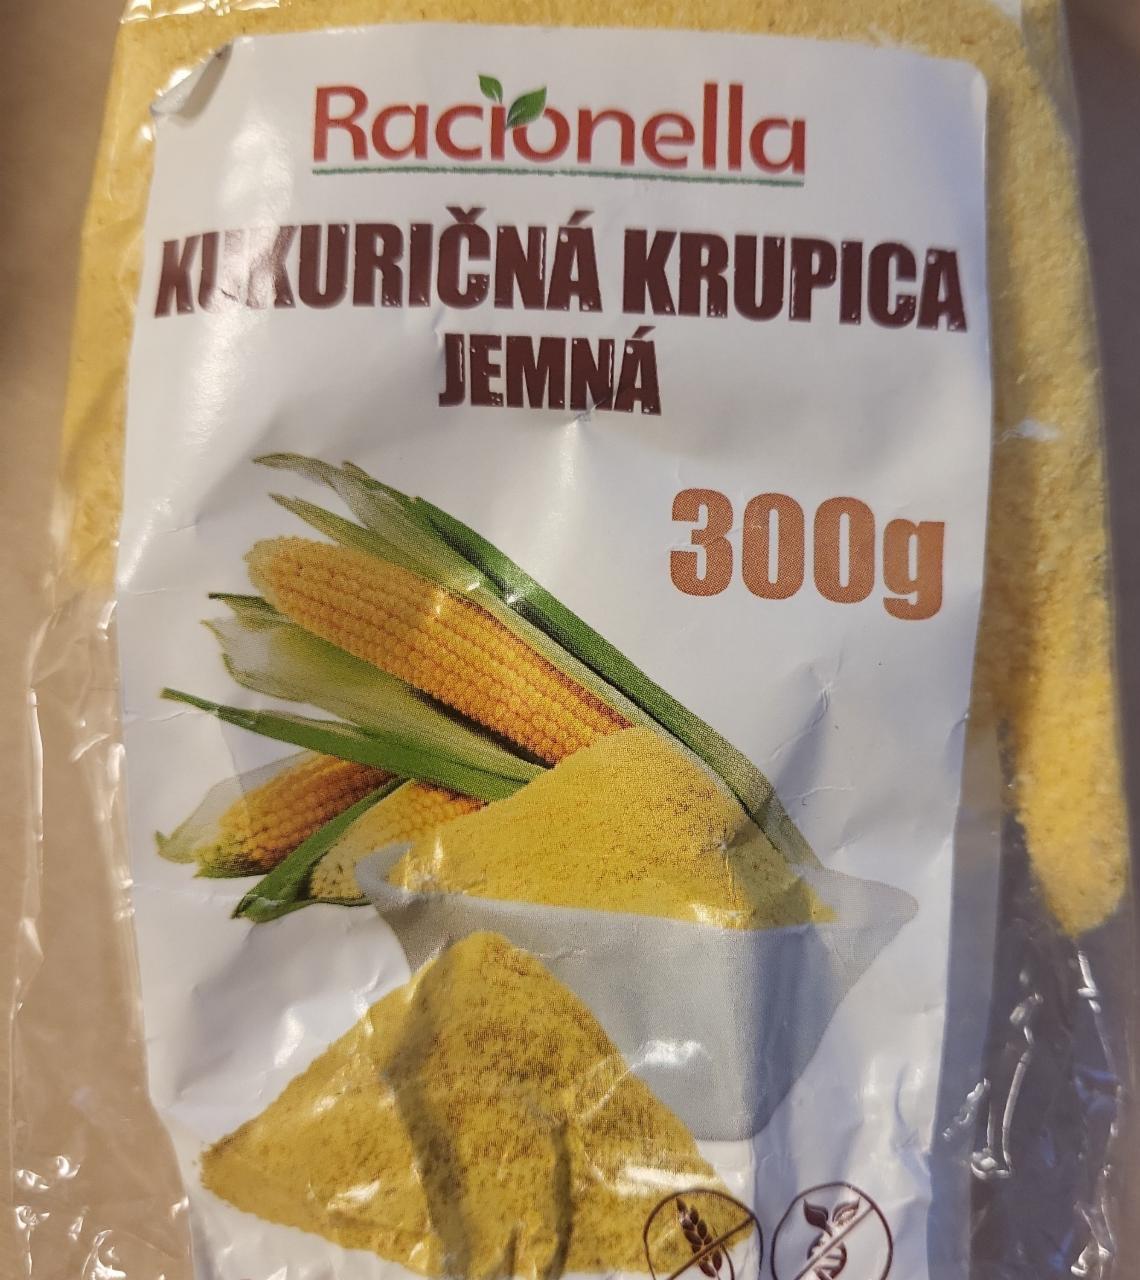 Racionella
KUKURIČNÁ KRUPICA
JEMNÁ
300g